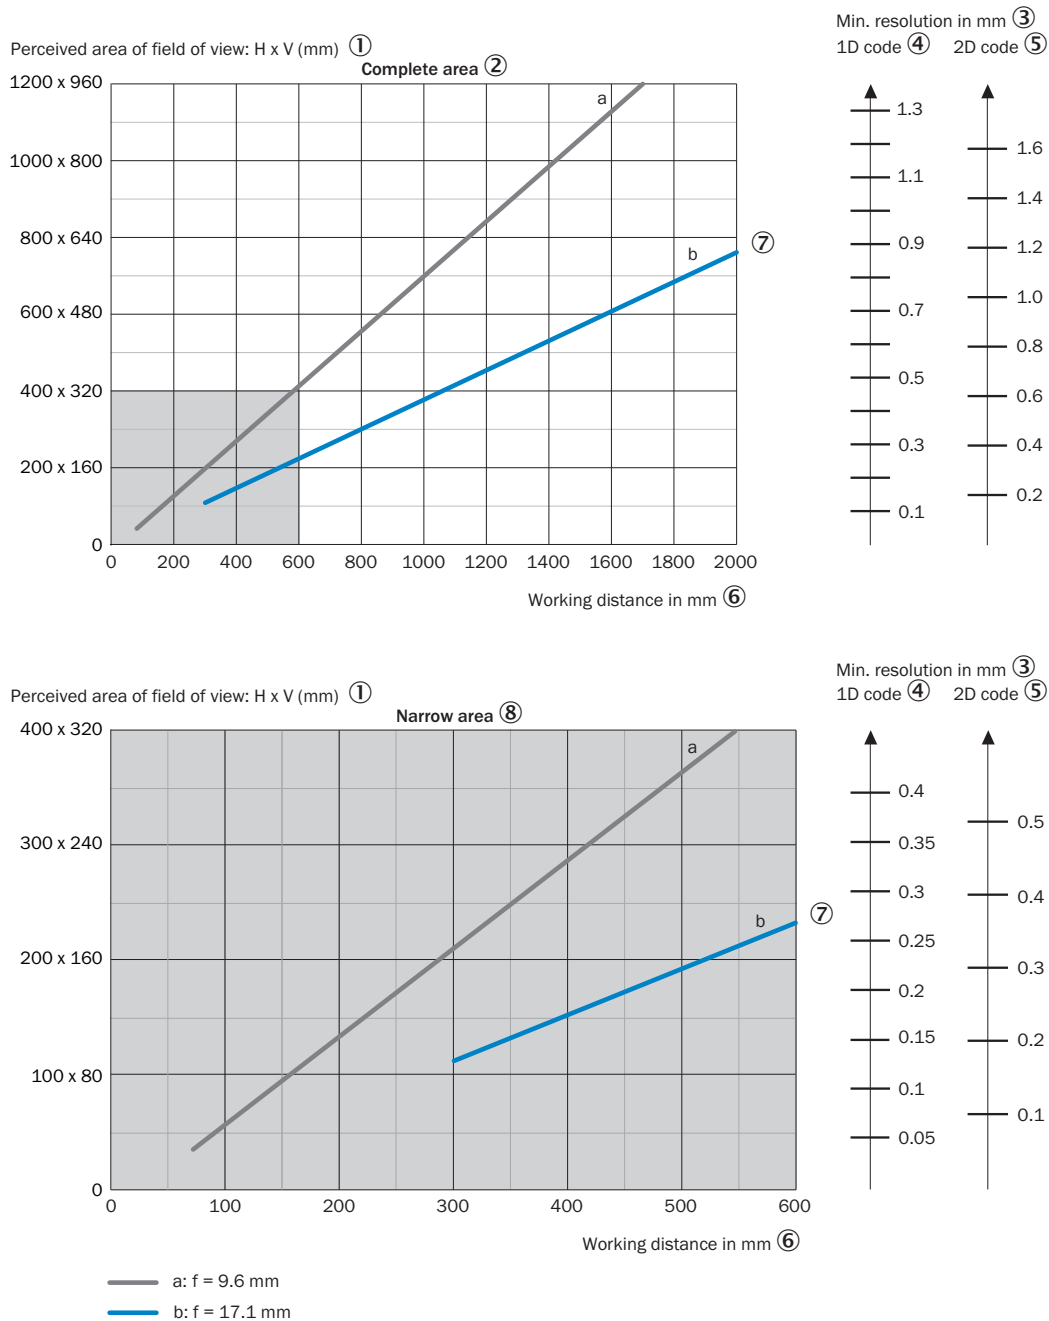 Min. resolution in mm ③
Perceived area of field of view: H x V (mm) ①
1D code ④ 2D code ⑤
Complete area ②
1200 x 960
1000 x 800
800 x 640
600 x 480
400 x 320
200 x 160
0
a
b
⑦
0 200 400 600 800 1000 1200 1400 1600 1800 2000
Working distance in mm ⑥
1.3
1.1
0.9
0.7
0.5
0.3
0.1
1.6
1.4
1.2
1.0
0.8
0.6
0.4
0.2
Min. resolution in mm ③
Perceived area of field of view: H x V (mm) ①
1D code ④ 2D code ⑤
Narrow area ⑧
400 x 320
300 x 240
200 x 160
100 x 80
0
a
b
⑦
0 100 200 300 400 500 600
Working distance in mm ⑥
0.4
0.35
0.3
0.25
0.2
0.15
0.1
0.05
0.5
0.4
0.3
0.2
0.1
a: f = 9.6 mm
b: f = 17.1 mm